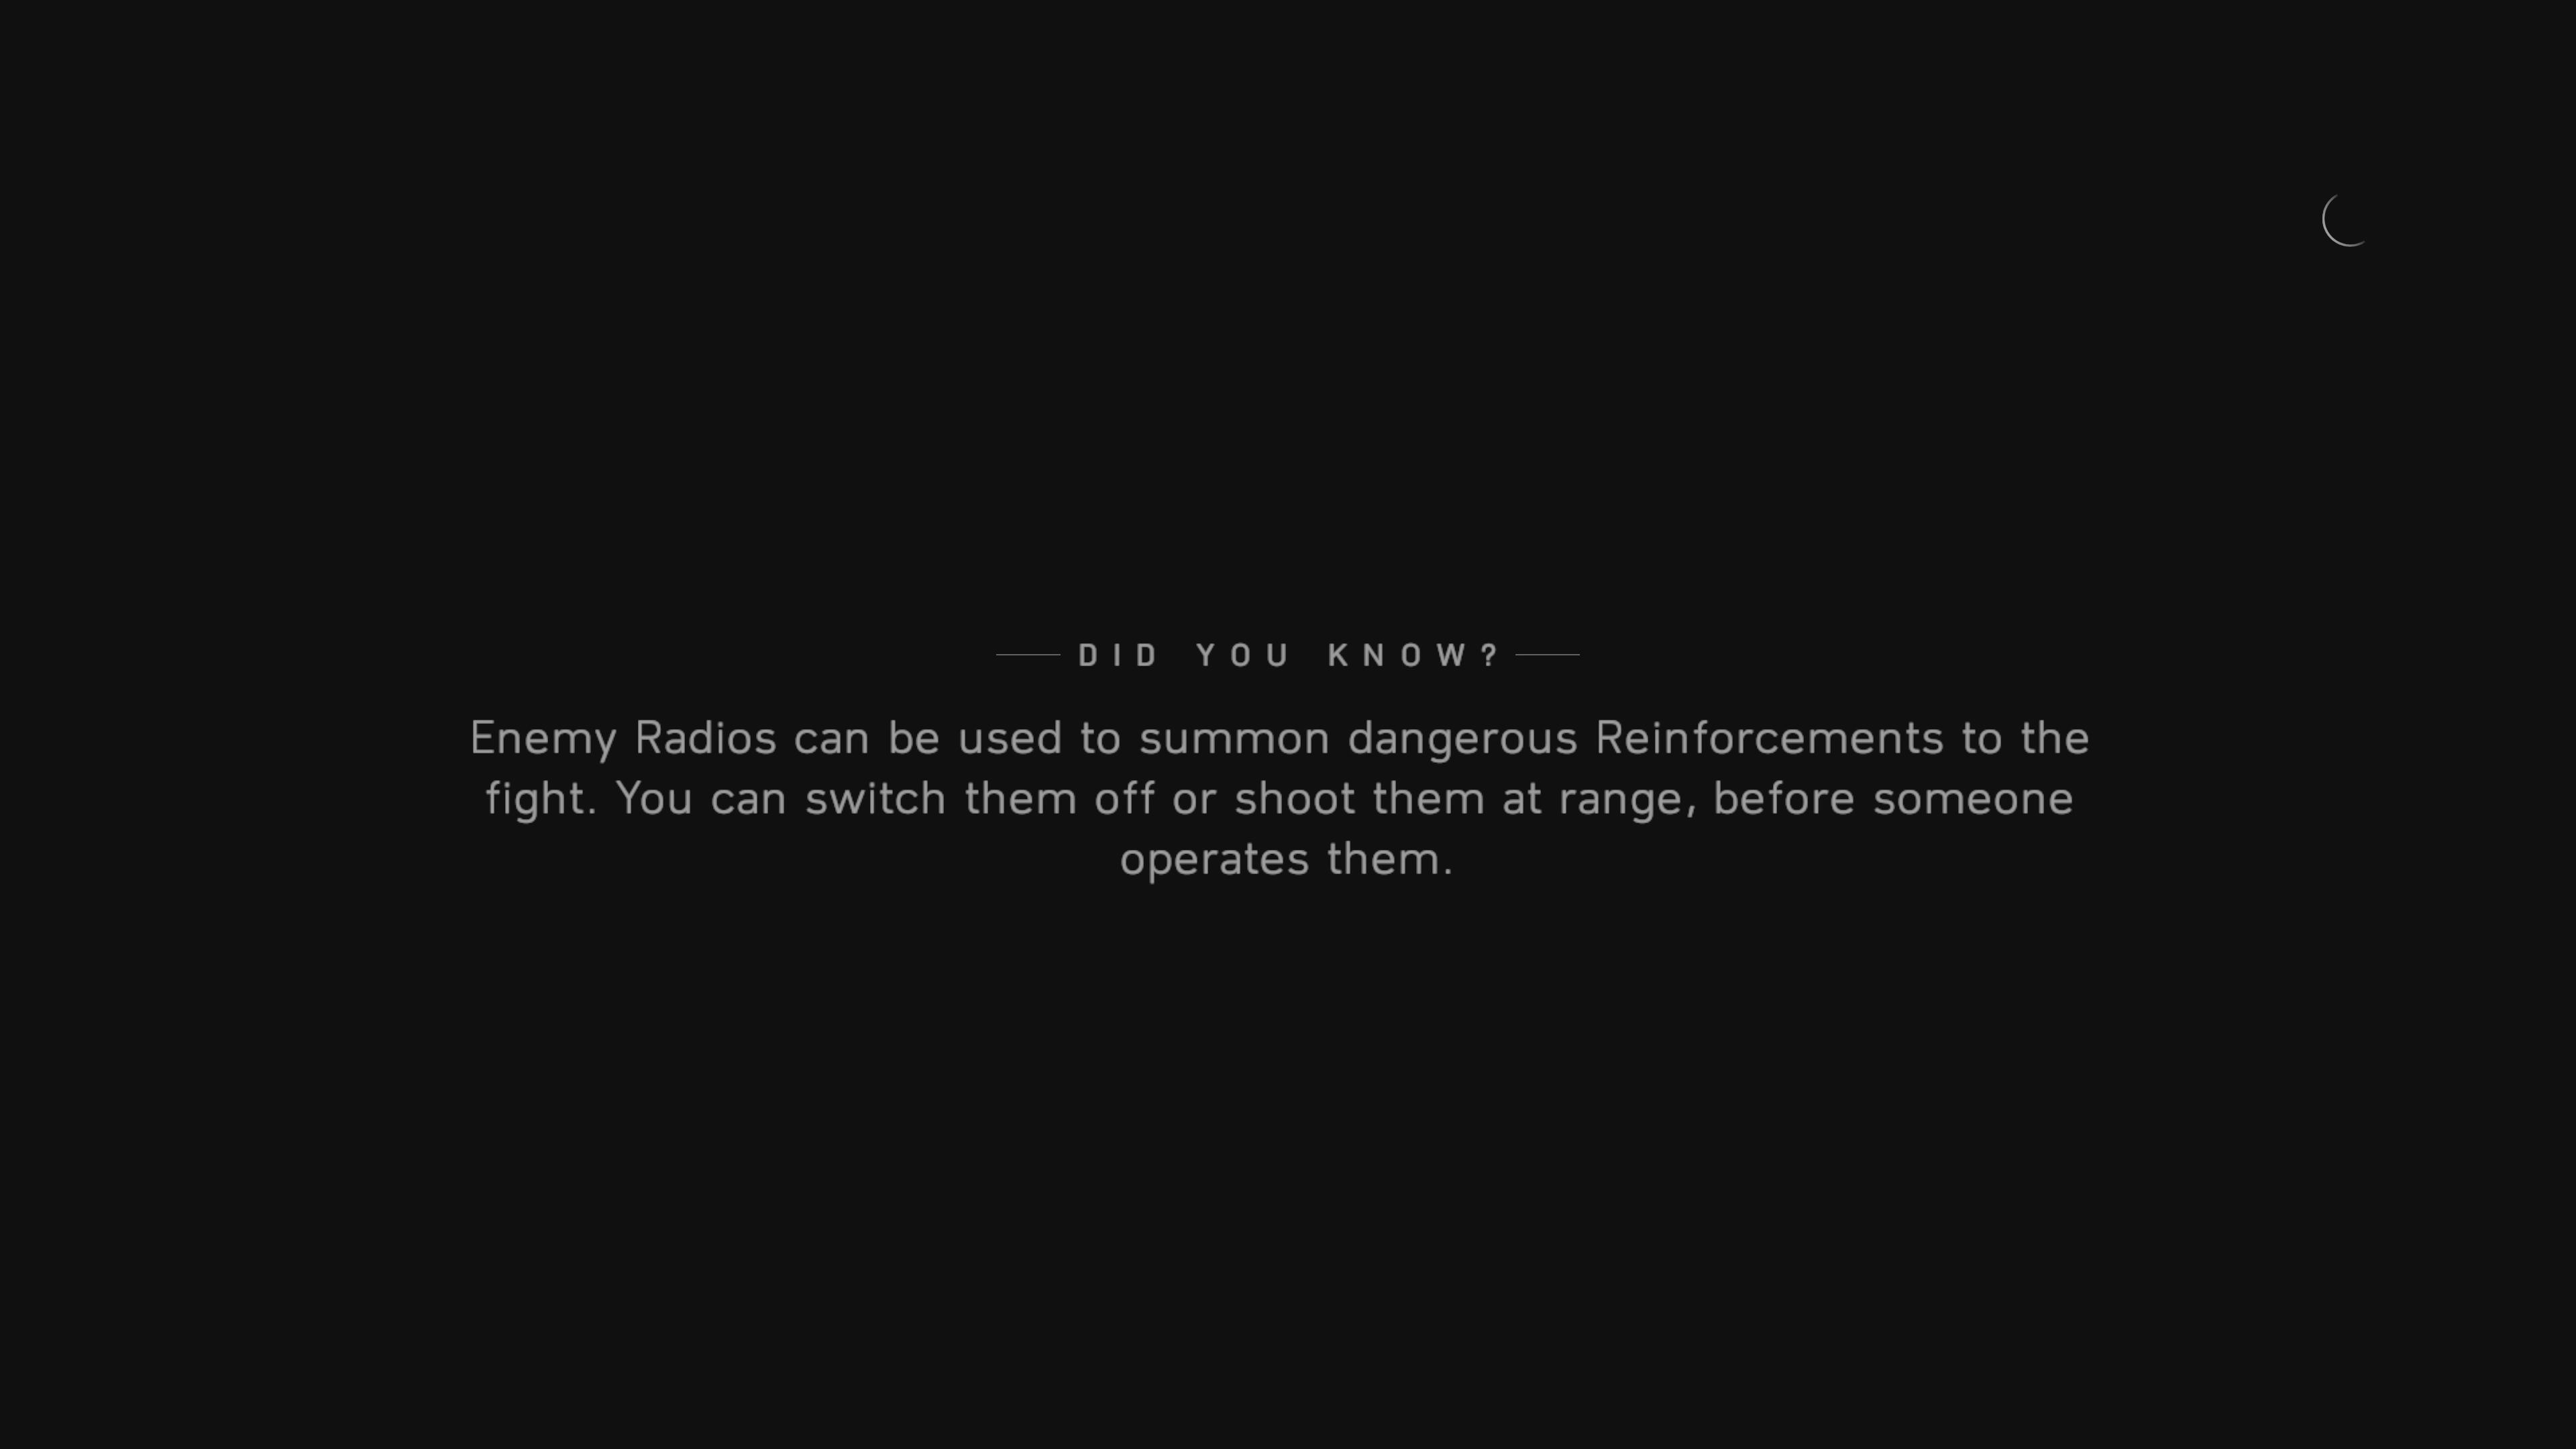 DID YOU KNOW?
Enemy Radios can be used to summon dangerous Reinforcements to the
fight. You can switch them off or shoot them at range, before someone
operates them.